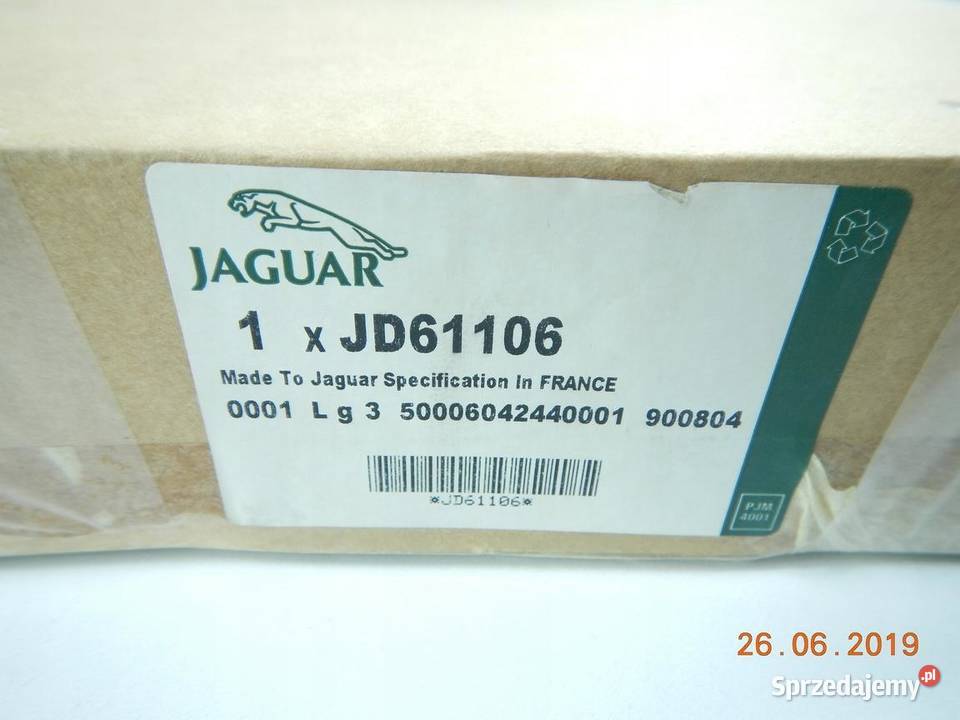 JAGUAR
1 x JD61106
Made To Jaguar Specification In FRANCE
0001 L g 3 50006042440001 900804
*JD61106*
PJM
4001
26.06.2019
Sprzedajemy.pl